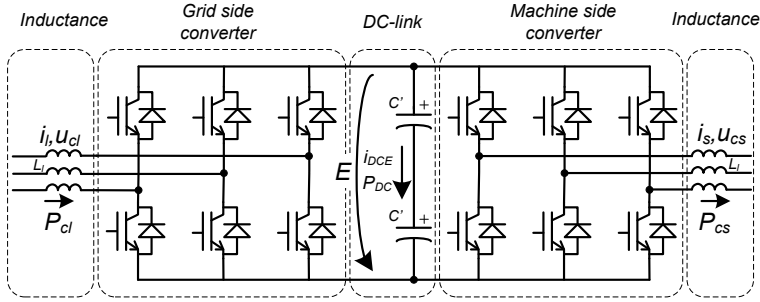 Inductance
Grid side
converter
DC-link
Machine side
converter
Inductance
C' +
i_l,u_cl
L_l
P_cl
E
i_DCE
P_DC
C' +
i_s,u_cs
L_l
P_cs